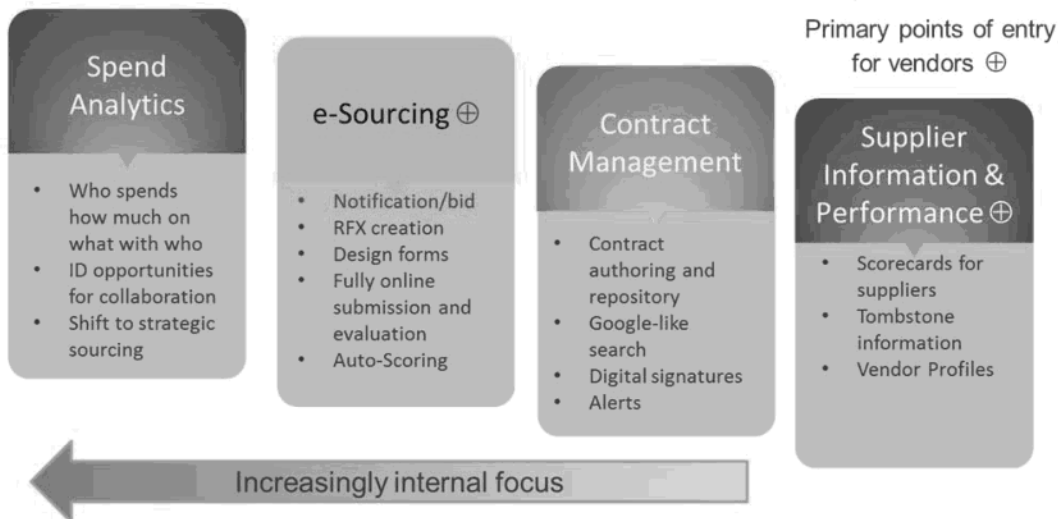 Spend
Analytics
• Who spends
how much on
what with who
• ID opportunities
for collaboration
• Shift to strategic
sourcing
e-Sourcing ⊕
• Notification/bid
• RFX creation
• Design forms
• Fully online
submission and
evaluation
• Auto-Scoring
Contract
Management
• Contract
authoring and
repository
• Google-like
search
• Digital signatures
• Alerts
Primary points of entry
for vendors ⊕
Supplier
Information &
Performance ⊕
• Scorecards for
suppliers
• Tombstone
information
• Vendor Profiles
Increasingly internal focus